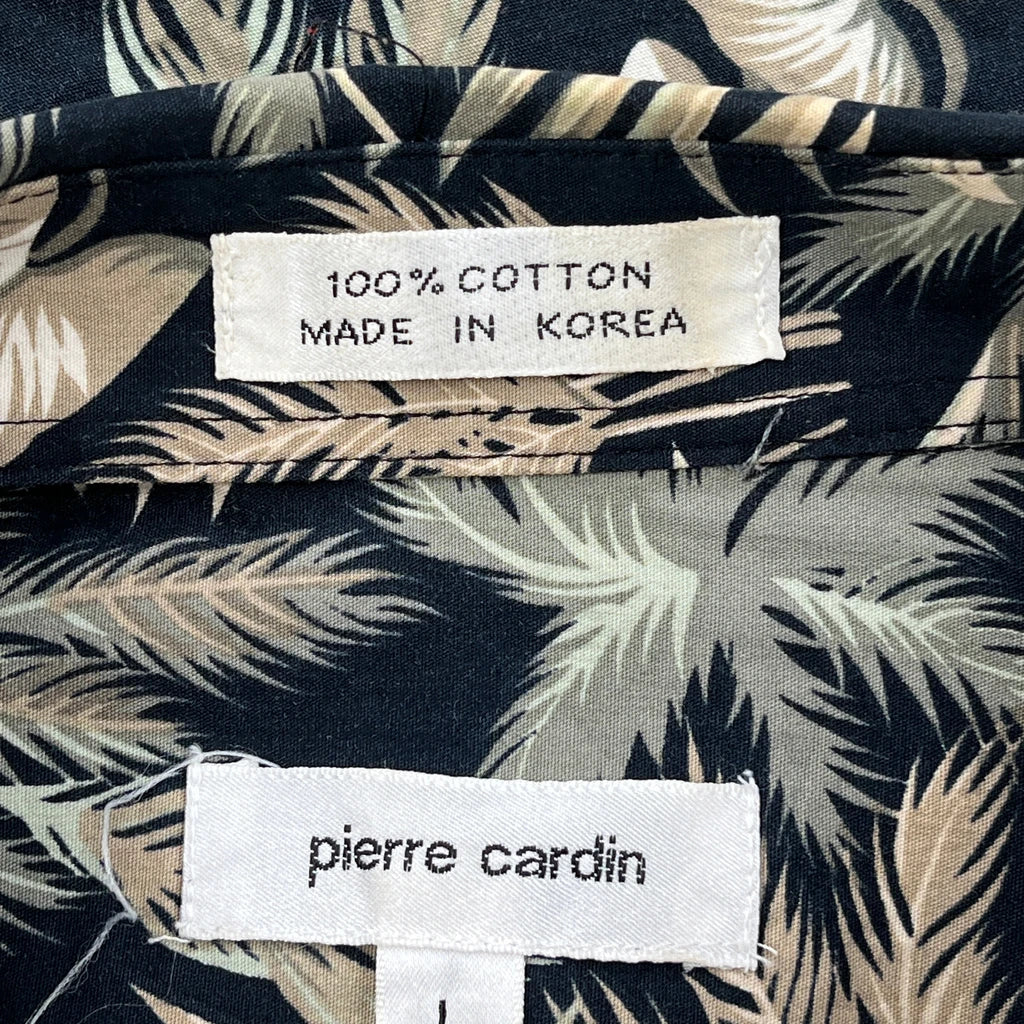 100% COTTON
MADE IN KOREA
pierre cardin